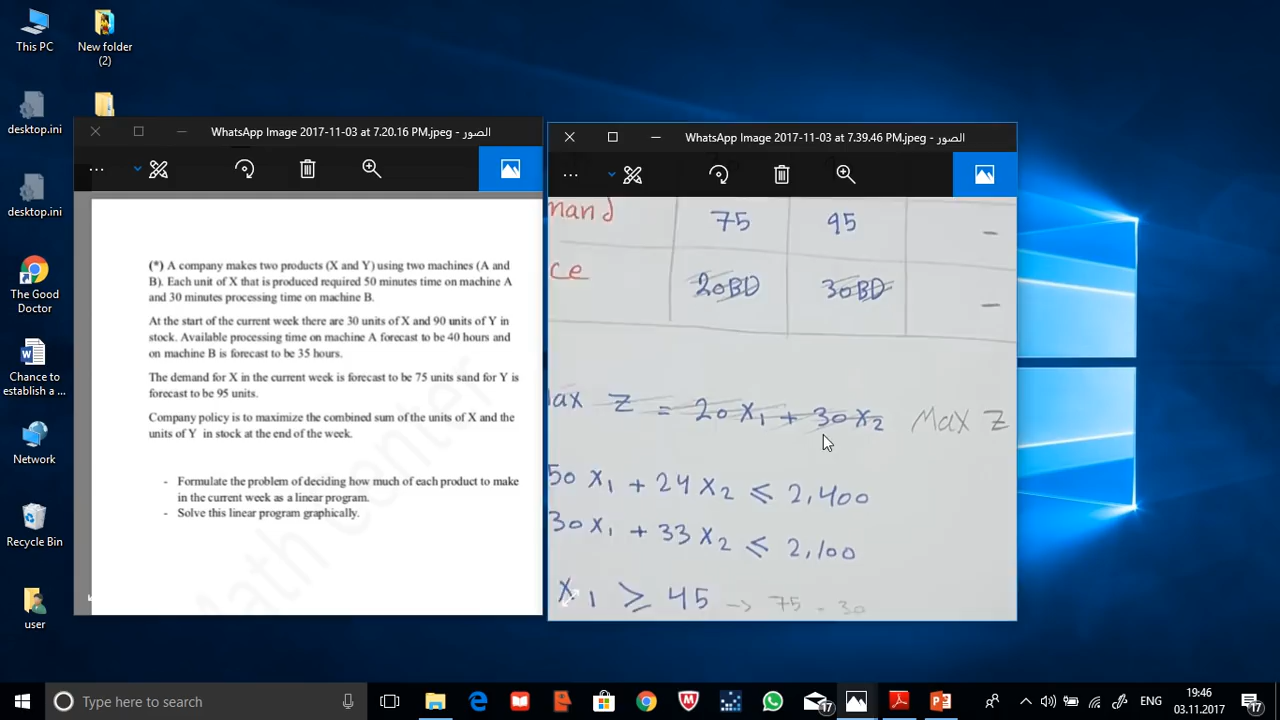 This PC
New folder
(2)
desktop.ini
desktop.ini
The Good
Doctor
Chance to
establish a ...
Network
Recycle Bin
user
WhatsApp Image 2017-11-03 at 7.20.16 PM.jpeg - الصور
(*) A company makes two products (X and Y) using two machines (A and
B). Each unit of X that is produced required 50 minutes time on machine A
and 30 minutes processing time on machine B.
At the start of the current week there are 30 units of X and 90 units of Y in
stock. Available processing time on machine A forecast to be 40 hours and
on machine B is forecast to be 35 hours.
The demand for X in the current week is forecast to be 75 units sand for Y is
forecast to be 95 units.
Company policy is to maximize the combined sum of the units of X and the
units of Y in stock at the end of the week.
- Formulate the problem of deciding how much of each product to make
in the current week as a linear program.
- Solve this linear program graphically.
Math Center
WhatsApp Image 2017-11-03 at 7.39.46 PM.jpeg - الصور
mand 75 95 -
ce 20BD 30BD -
ax Z = 20 x₁ + 30 x₂ Max Z
50 x₁ + 24 x₂ ≤ 2,400
30 x₁ + 33 x₂ ≤ 2,100
x₁ ≥ 45 → 75 - 30
Type here to search
17
ENG
19:46
03.11.2017
17